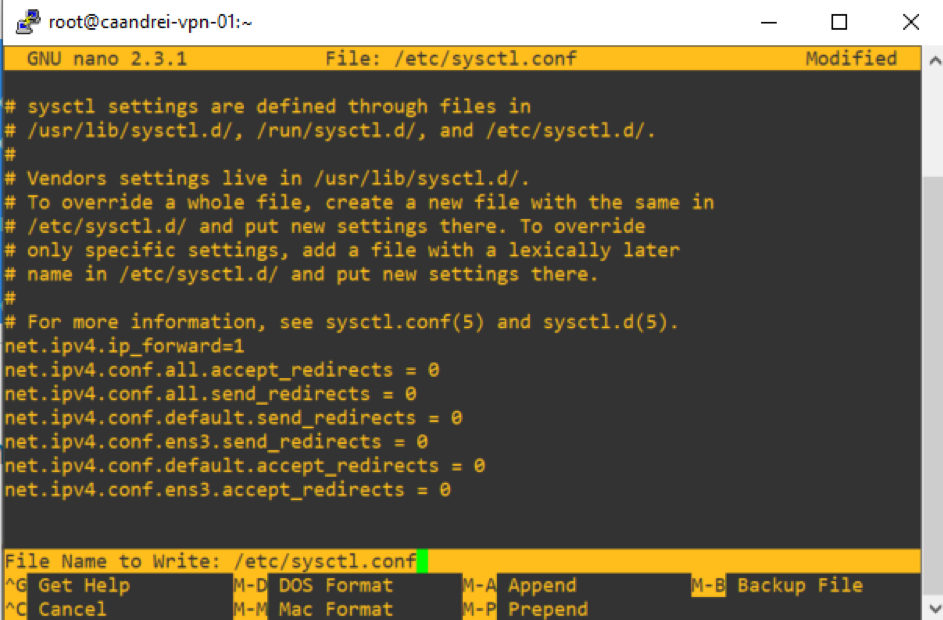 root@caandrei-vpn-01:~
GNU nano 2.3.1 File: /etc/sysctl.conf Modified
# sysctl settings are defined through files in
# /usr/lib/sysctl.d/, /run/sysctl.d/, and /etc/sysctl.d/.
#
# Vendors settings live in /usr/lib/sysctl.d/.
# To override a whole file, create a new file with the same in
# /etc/sysctl.d/ and put new settings there. To override
# only specific settings, add a file with a lexically later
# name in /etc/sysctl.d/ and put new settings there.
#
# For more information, see sysctl.conf(5) and sysctl.d(5).
net.ipv4.ip_forward=1
net.ipv4.conf.all.accept_redirects = 0
net.ipv4.conf.all.send_redirects = 0
net.ipv4.conf.default.send_redirects = 0
net.ipv4.conf.ens3.send_redirects = 0
net.ipv4.conf.default.accept_redirects = 0
net.ipv4.conf.ens3.accept_redirects = 0
File Name to Write: /etc/sysctl.conf
^G Get Help M-D DOS Format M-A Append M-B Backup File
^C Cancel M-M Mac Format M-P Prepend